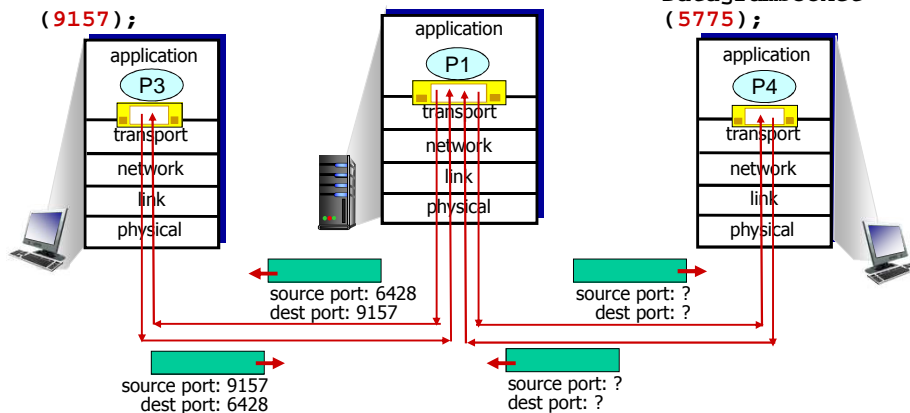 (9157);
(5775);
application
P3
transport
network
link
physical
application
P1
transport
network
link
physical
application
P4
transport
network
link
physical
source port: 6428
dest port: 9157
source port: ?
dest port: ?
source port: 9157
dest port: 6428
source port: ?
dest port: ?